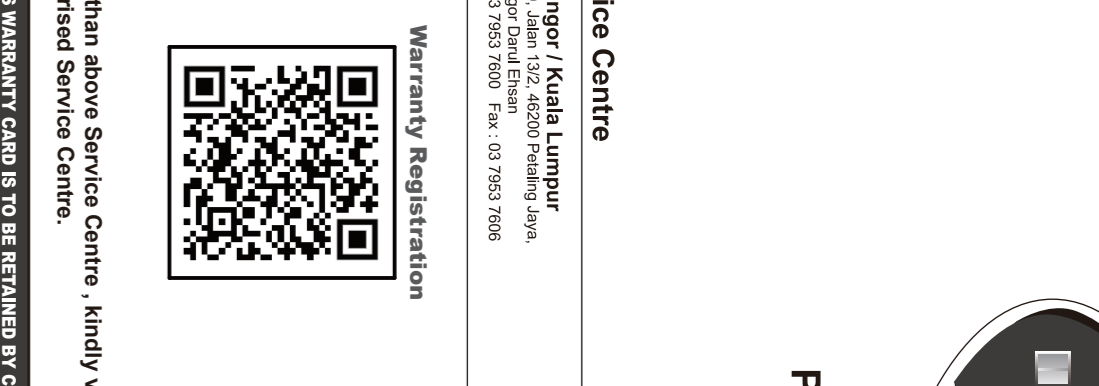 P
ice Centre
ngor / Kuala Lumpur
, Jalan 13/2, 46200 Petaling Jaya,
gor Darul Ehsan
3 7953 7600 Fax : 03 7953 7606
Warranty Registration
than above Service Centre , kindly v
rised Service Centre.
S WARRANTY CARD IS TO BE RETAINED BY C